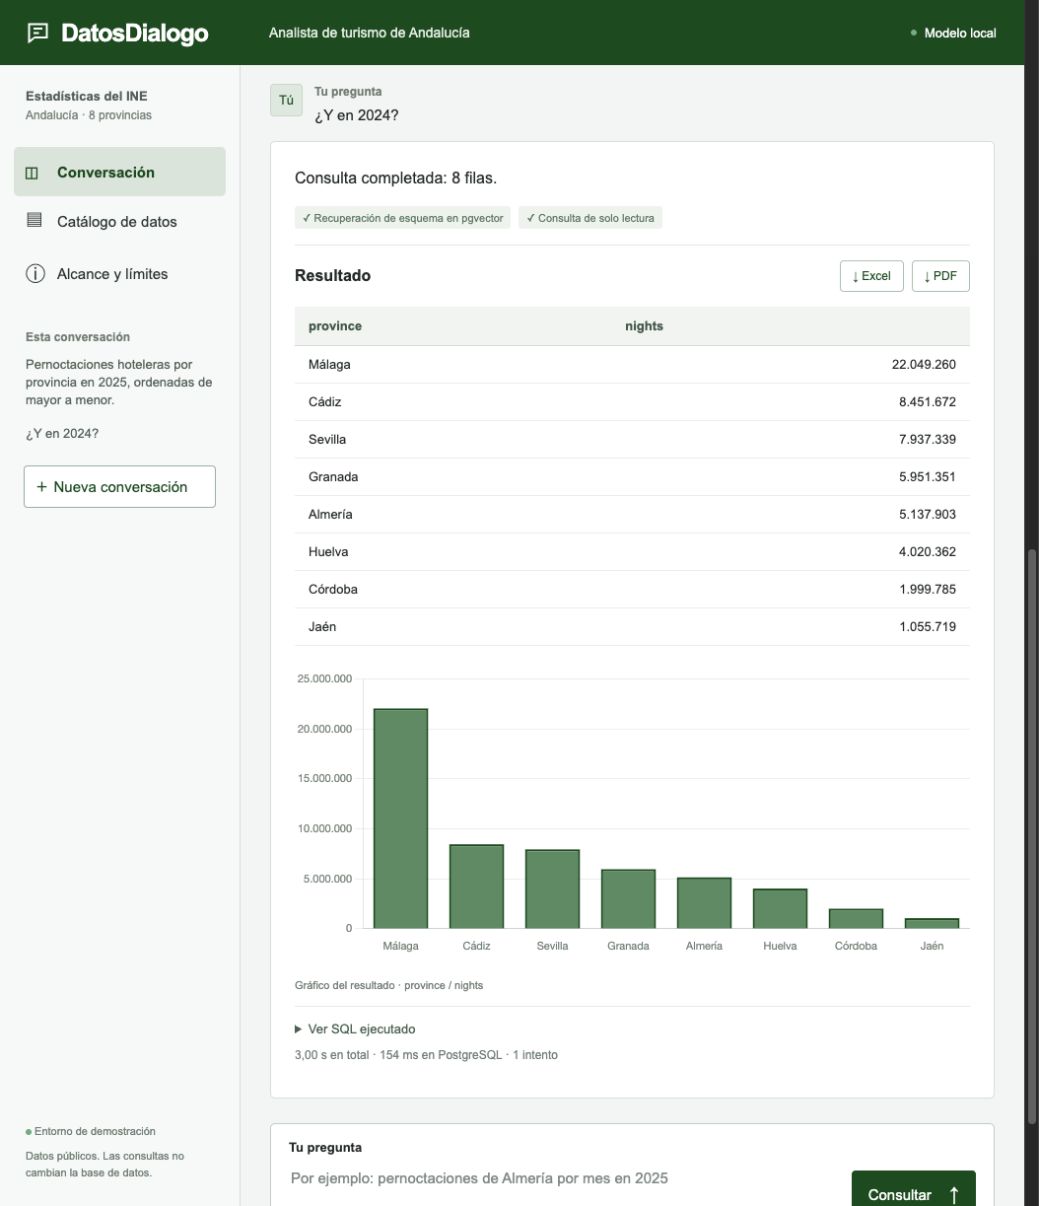 DatosDialogo
Analista de turismo de Andalucía
Modelo local
Estadísticas del INE
Andalucía · 8 provincias
Conversación
Catálogo de datos
Alcance y límites
Esta conversación
Pernoctaciones hoteleras por
provincia en 2025, ordenadas de
mayor a menor.
¿Y en 2024?
+ Nueva conversación
Entorno de demostración
Datos públicos. Las consultas no
cambian la base de datos.
Tú
Tu pregunta
¿Y en 2024?
Consulta completada: 8 filas.
✓ Recuperación de esquema en pgvector
✓ Consulta de solo lectura
Resultado
↓ Excel
↓ PDF
province nights
Málaga 22.049.260
Cádiz 8.451.672
Sevilla 7.937.339
Granada 5.951.351
Almería 5.137.903
Huelva 4.020.362
Córdoba 1.999.785
Jaén 1.055.719
25.000.000
20.000.000
15.000.000
10.000.000
5.000.000
0
Málaga Cádiz Sevilla Granada Almería Huelva Córdoba Jaén
Gráfico del resultado · province / nights
▶ Ver SQL ejecutado
3,00 s en total · 154 ms en PostgreSQL · 1 intento
Tu pregunta
Por ejemplo: pernoctaciones de Almería por mes en 2025
Consultar ↑